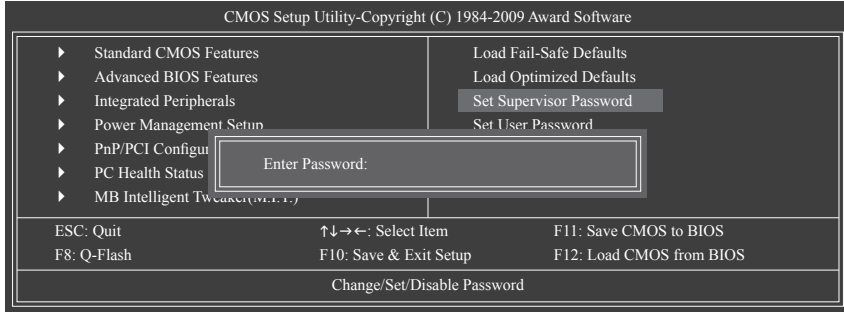 CMOS Setup Utility-Copyright (C) 1984-2009 Award Software
Standard CMOS Features
Advanced BIOS Features
Integrated Peripherals
Power Management Setup
PnP/PCI Configur
PC Health Status
MB Intelligent Tweaker(M.I.T.)
Load Fail-Safe Defaults
Load Optimized Defaults
Set Supervisor Password
Set User Password
Enter Password:
ESC: Quit ↑↓→←: Select Item F11: Save CMOS to BIOS
F8: Q-Flash F10: Save & Exit Setup F12: Load CMOS from BIOS
Change/Set/Disable Password